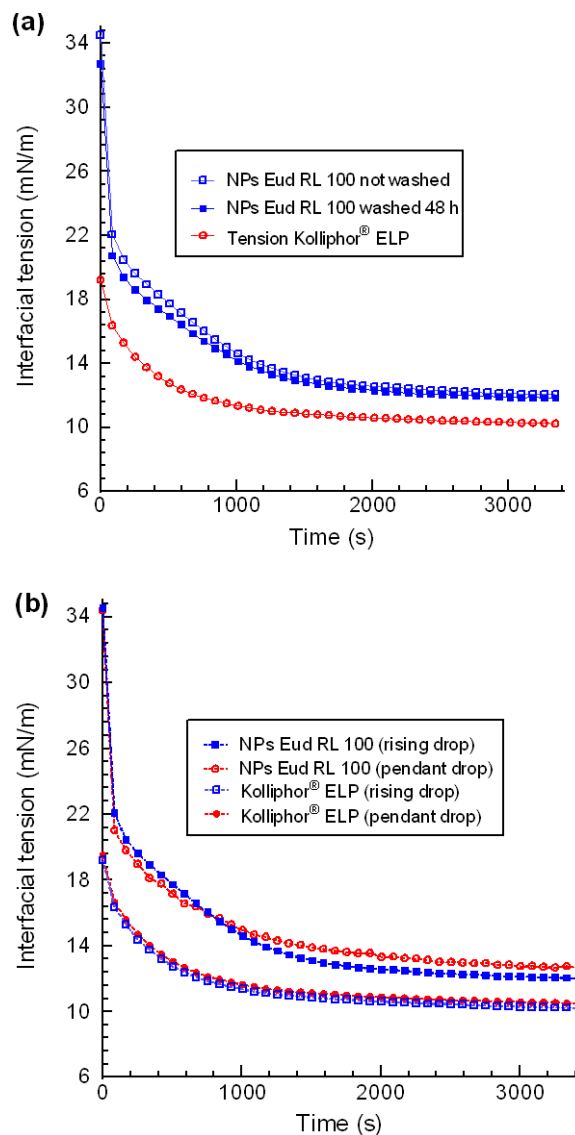 (a)
34
30
26
22
18
14
10
6
Interfacial tension (mN/m)
NPs Eud RL 100 not washed
NPs Eud RL 100 washed 48 h
Tension Kolliphor® ELP
0
1000
2000
3000
Time (s)
(b)
34
30
26
22
18
14
10
6
Interfacial tension (mN/m)
NPs Eud RL 100 (rising drop)
NPs Eud RL 100 (pendant drop)
Kolliphor® ELP (rising drop)
Kolliphor® ELP (pendant drop)
0
1000
2000
3000
Time (s)